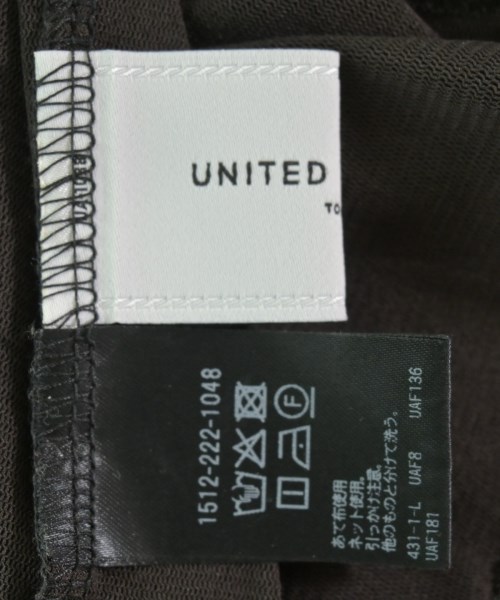 UNITED
TO
1512-222-1048
あて布使用
ネット使用。
引っかけ注意。
他のものと分けて洗う。
431-1-L UAF8 UAF136
UAF181